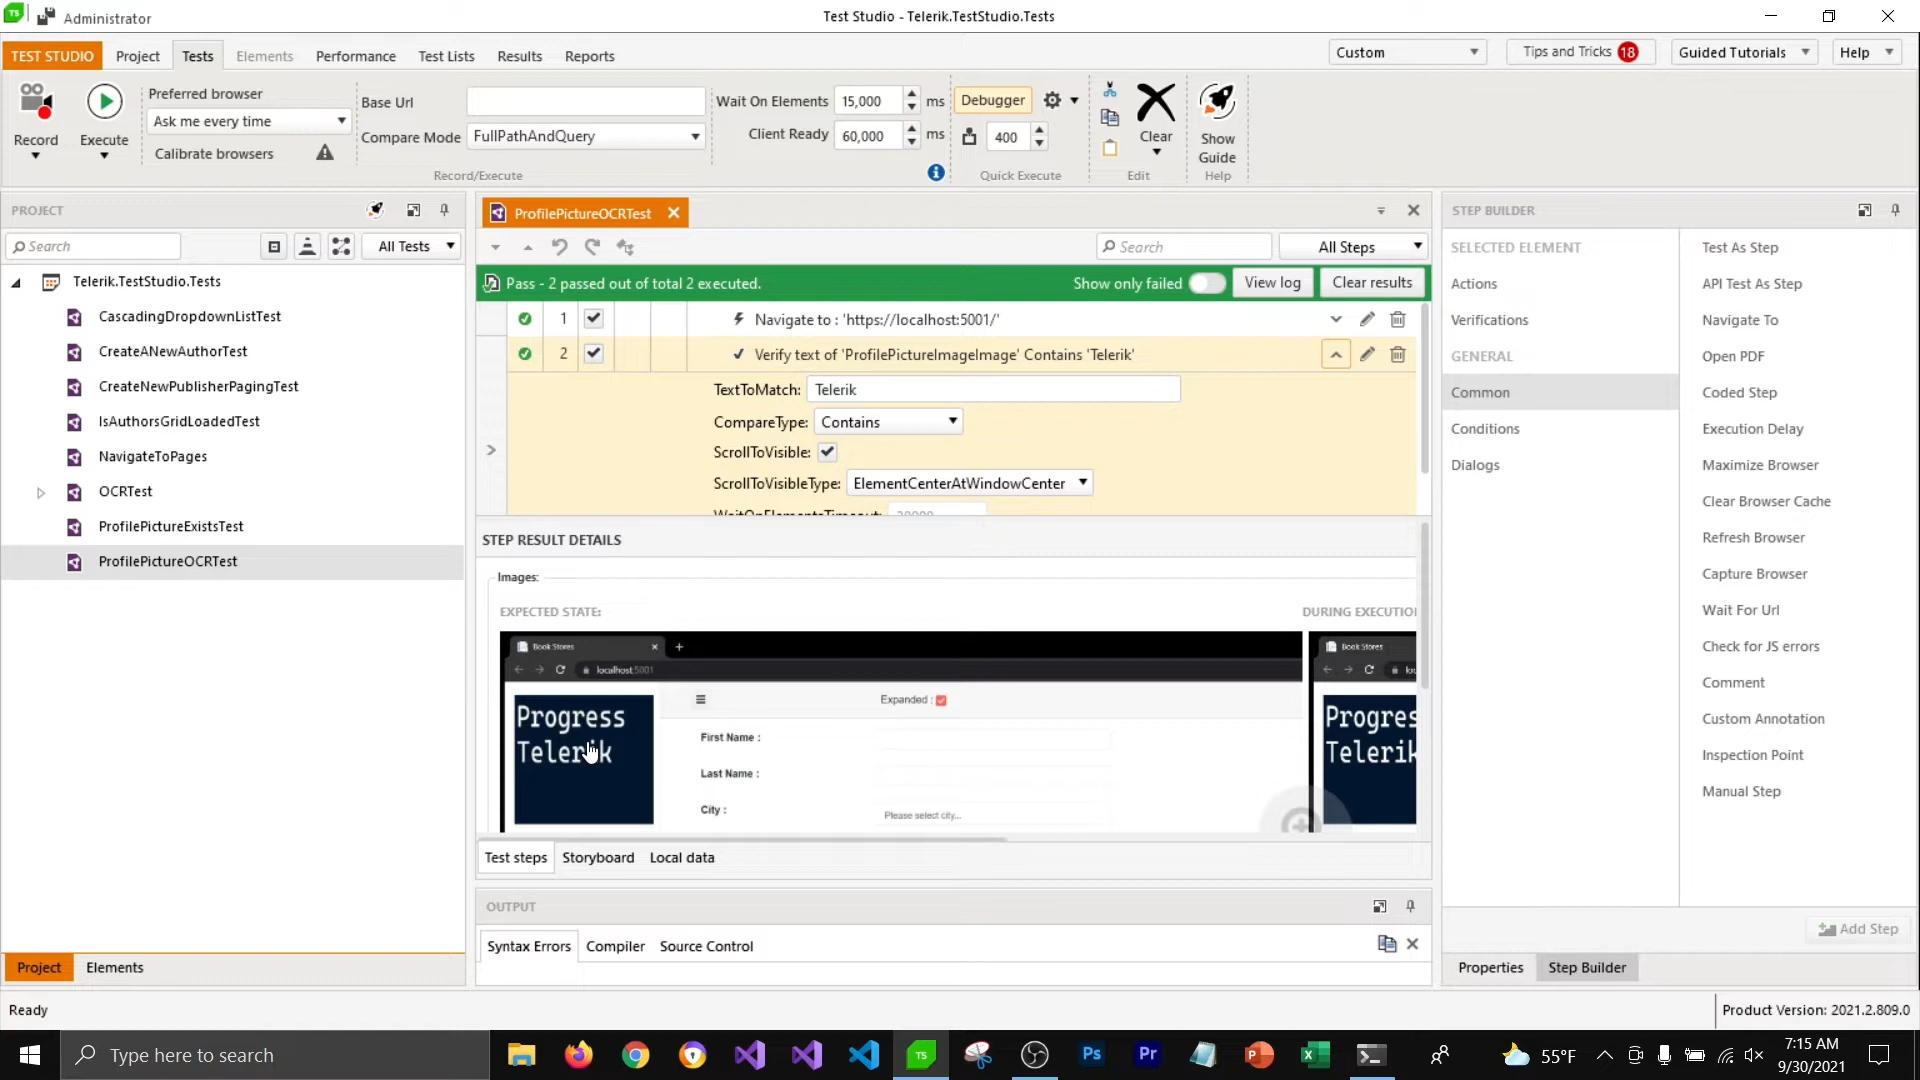 TS
Administrator
Test Studio - Telerik.TestStudio.Tests
TEST STUDIO
Project
Tests
Elements
Performance
Test Lists
Results
Reports
Custom
Tips and Tricks 18
Guided Tutorials
Help
Record
Execute
Preferred browser
Ask me every time
Calibrate browsers
Base Url
Compare Mode
FullPathAndQuery
Record/Execute
Wait On Elements 15,000 ms
Client Ready 60,000 ms
Debugger
400
Quick Execute
Clear
Edit
Show
Guide
Help
PROJECT
Search
All Tests
Telerik.TestStudio.Tests
CascadingDropdownListTest
CreateANewAuthorTest
CreateNewPublisherPagingTest
IsAuthorsGridLoadedTest
NavigateToPages
OCRTest
ProfilePictureExistsTest
ProfilePictureOCRTest
Project
Elements
ProfilePictureOCRTest
Search
All Steps
Pass - 2 passed out of total 2 executed.
Show only failed
View log
Clear results
1 Navigate to : 'https://localhost:5001/'
2 Verify text of 'ProfilePictureImageImage' Contains 'Telerik'
TextToMatch: Telerik
CompareType: Contains
ScrollToVisible:
ScrollToVisibleType: ElementCenterAtWindowCenter
WaitOnElementsTimeout: 30000
STEP RESULT DETAILS
Images:
EXPECTED STATE:
DURING EXECUTIO
Book Stores
localhost:5001
Progress
Telerik
Expanded :
First Name :
Last Name :
City :
Please select city...
Book Stores
Progres
Telerik
Test steps
Storyboard
Local data
OUTPUT
Syntax Errors
Compiler
Source Control
STEP BUILDER
SELECTED ELEMENT
Actions
Verifications
GENERAL
Common
Conditions
Dialogs
Test As Step
API Test As Step
Navigate To
Open PDF
Coded Step
Execution Delay
Maximize Browser
Clear Browser Cache
Refresh Browser
Capture Browser
Wait For Url
Check for JS errors
Comment
Custom Annotation
Inspection Point
Manual Step
Add Step
Properties
Step Builder
Ready
Product Version: 2021.2.809.0
Type here to search
TS
Ps
Pr
55°F
7:15 AM
9/30/2021